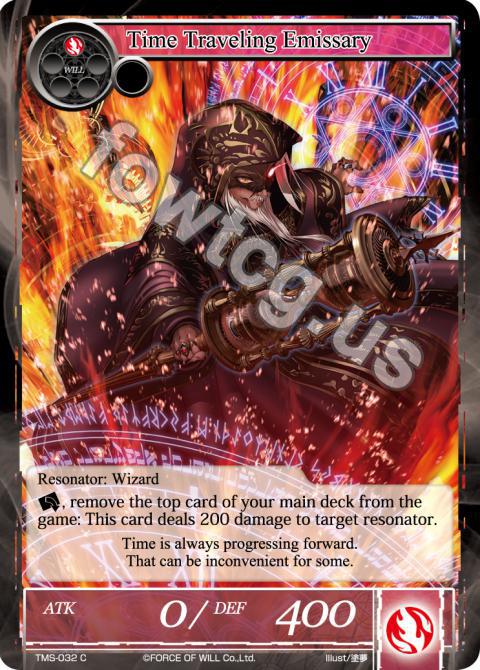 Time Traveling Emissary
WILL
fowtcg.us
Resonator: Wizard
, remove the top card of your main deck from the
game: This card deals 200 damage to target resonator.
Time is always progressing forward.
That can be inconvenient for some.
ATK 0 / DEF 400
TMS-032 C ©FORCE OF WILL Co.,Ltd. Illust/塗夢